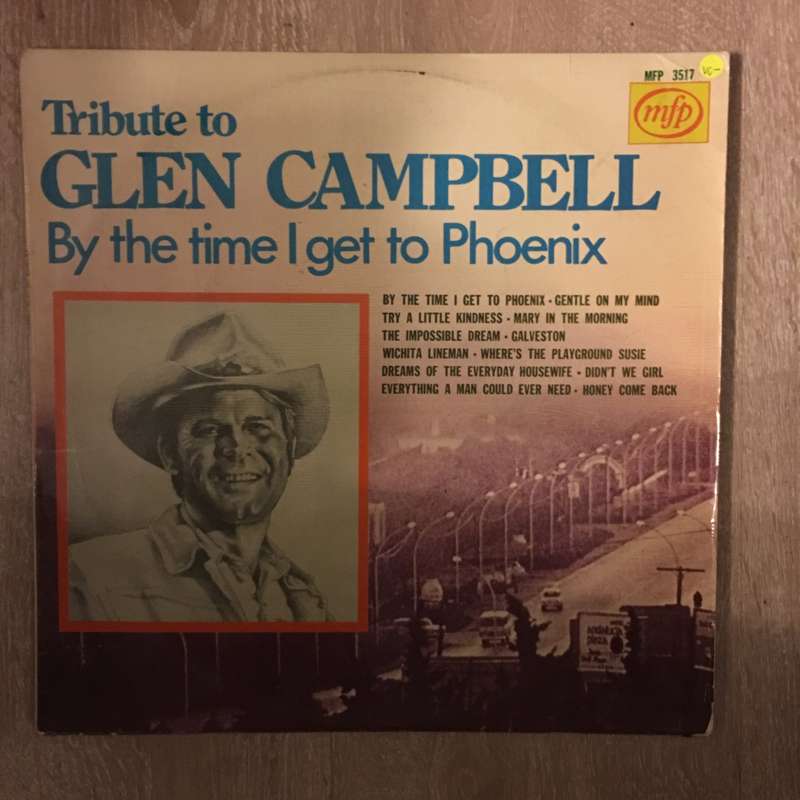 MFP 3517
VG-
mfp
Tribute to
GLEN CAMPBELL
By the time I get to Phoenix
BY THE TIME I GET TO PHOENIX · GENTLE ON MY MIND
TRY A LITTLE KINDNESS · MARY IN THE MORNING
THE IMPOSSIBLE DREAM · GALVESTON
WICHITA LINEMAN · WHERE'S THE PLAYGROUND SUSIE
DREAMS OF THE EVERYDAY HOUSEWIFE · DIDN'T WE GIRL
EVERYTHING A MAN COULD EVER NEED · HONEY COME BACK